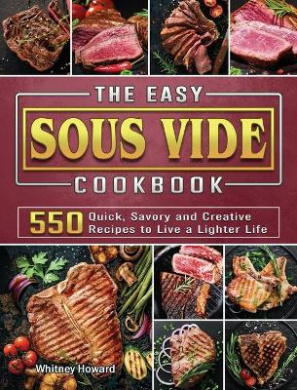 THE EASY
SOUS VIDE
COOKBOOK
550 Quick, Savory and Creative
Recipes to Live a Lighter Life
Whitney Howard